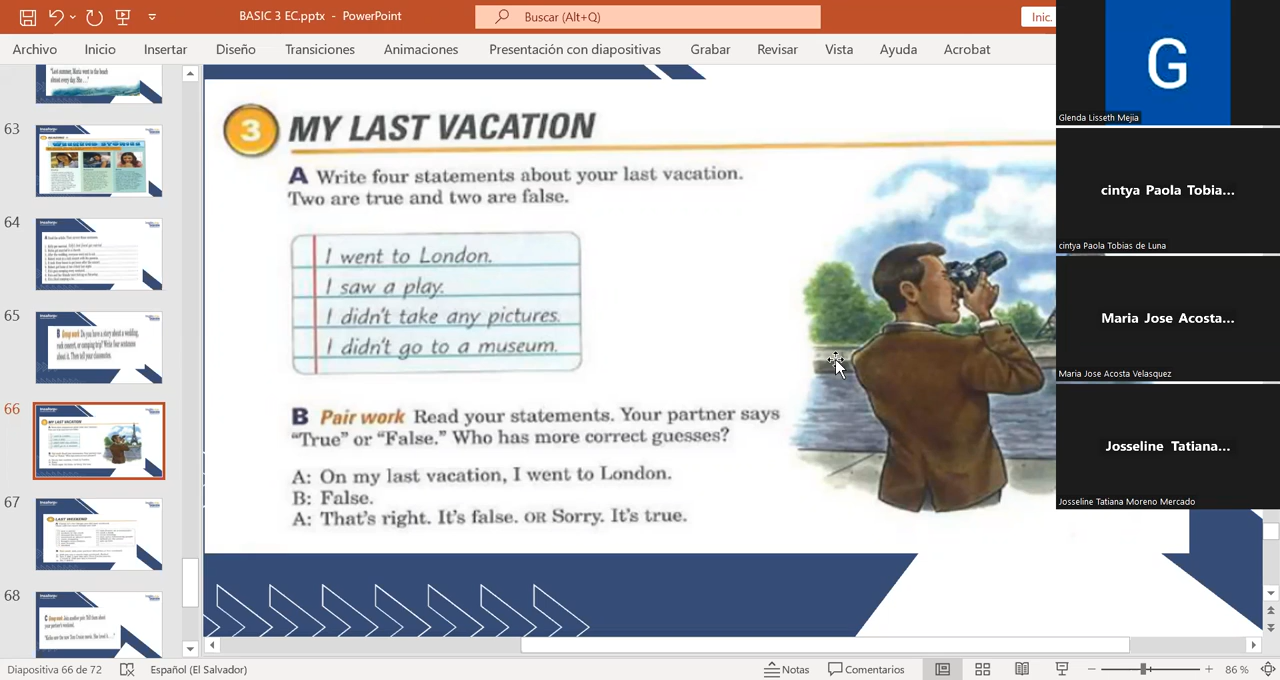 BASIC 3 EC.pptx - PowerPoint
Buscar (Alt+Q)
Inic.
Archivo Inicio Insertar Diseño Transiciones Animaciones Presentación con diapositivas Grabar Revisar Vista Ayuda Acrobat
63
64
65
66
67
68
3 MY LAST VACATION
A Write four statements about your last vacation.
Two are true and two are false.
I went to London.
I saw a play.
I didn't take any pictures.
I didn't go to a museum.
B Pair work Read your statements. Your partner says
"True" or "False." Who has more correct guesses?
A: On my last vacation, I went to London.
B: False.
A: That's right. It's false. OR Sorry. It's true.
G
Glenda Lisseth Mejia
cintya Paola Tobia...
cintya Paola Tobias de Luna
Maria Jose Acosta...
Maria Jose Acosta Velasquez
Josseline Tatiana...
Josseline Tatiana Moreno Mercado
Diapositiva 66 de 72 Español (El Salvador) Notas Comentarios 86 %